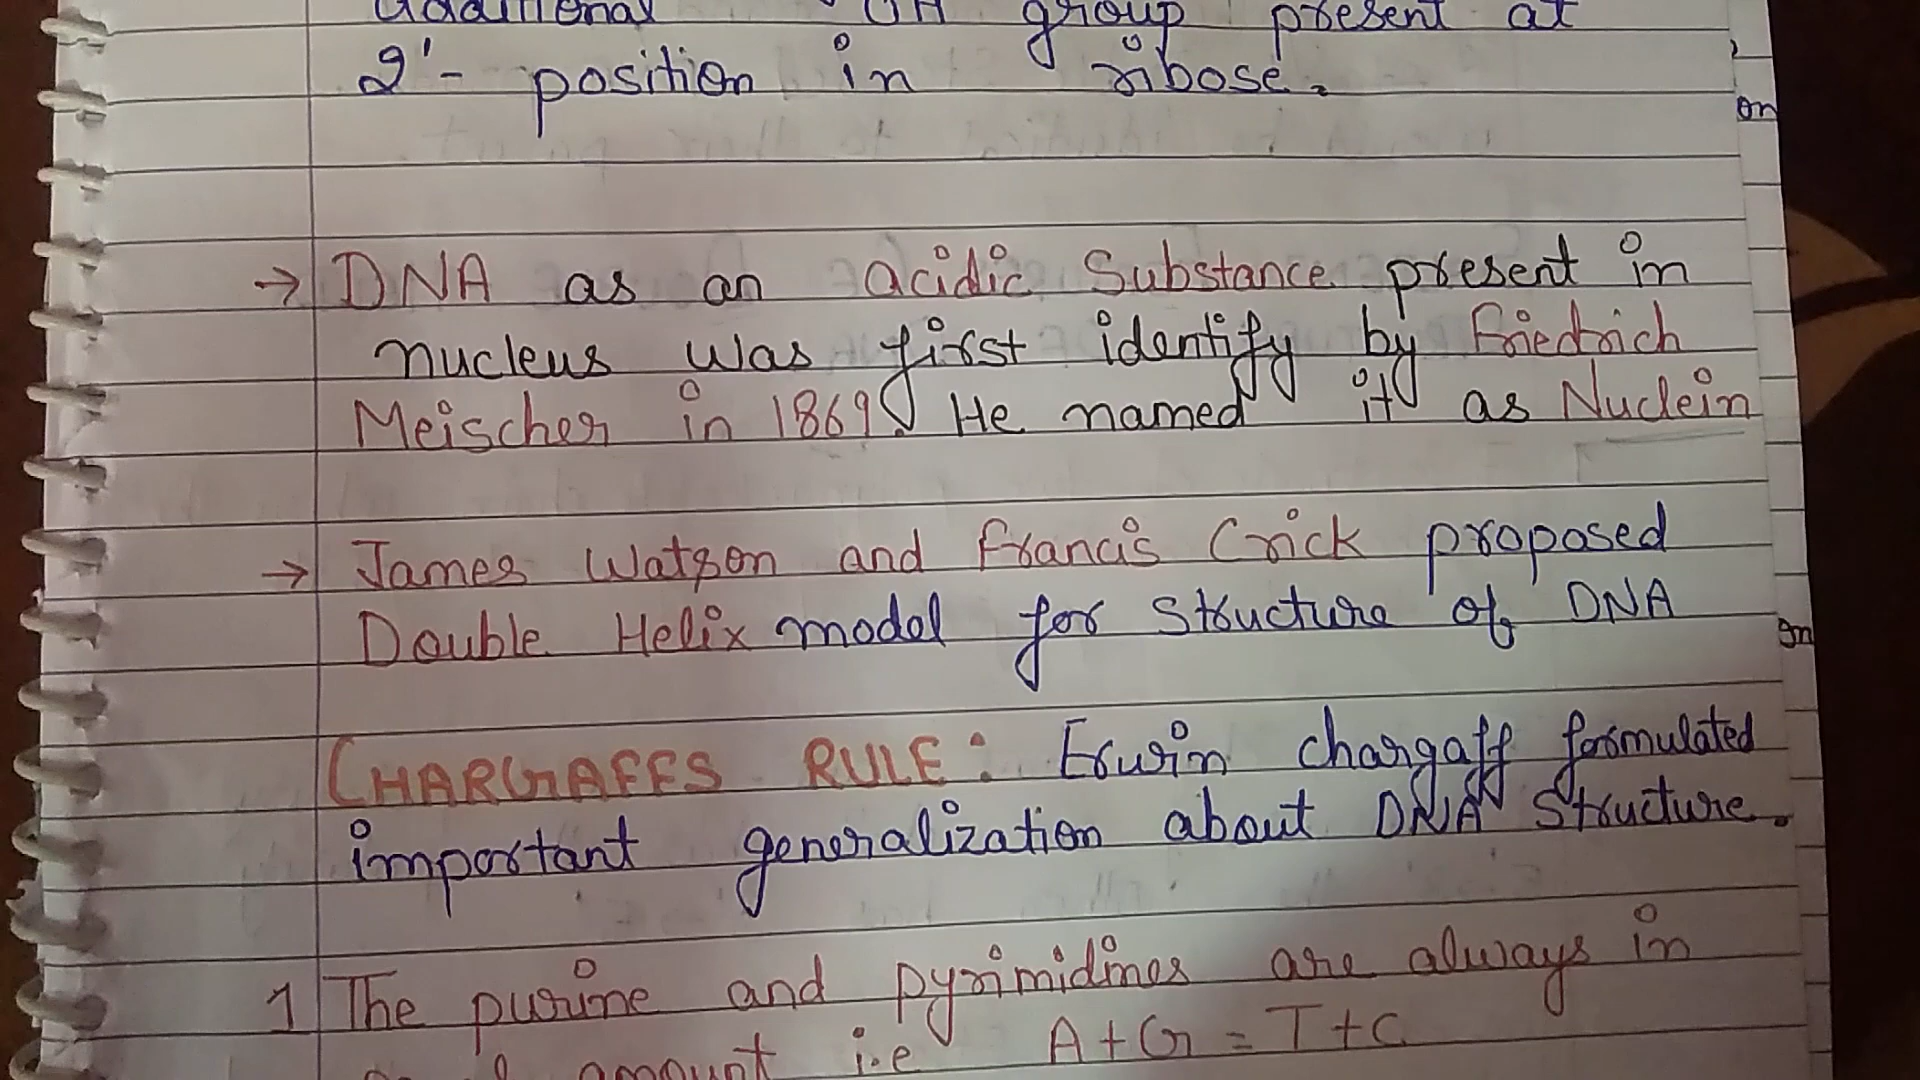 additional OH group present at
2'- position in ribose.
→ DNA as an acidic Substance present in
nucleus was first identify by Friedrich
Meischer in 1869. He named it as Nuclein
→ James Watson and Francis Crick proposed
Double Helix model for Structure of DNA
CHARGAFFS RULE: Erwin chargaff formulated
important generalization about DNA Structure.
1 The purine and pyrimidines are always in
amount i.e A+G = T+C
on
on